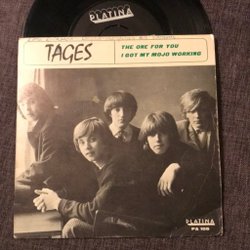 PLATINA
TAGES
THE ONE FOR YOU
I GOT MY MOJO WORKING
PLATINA
PA 108